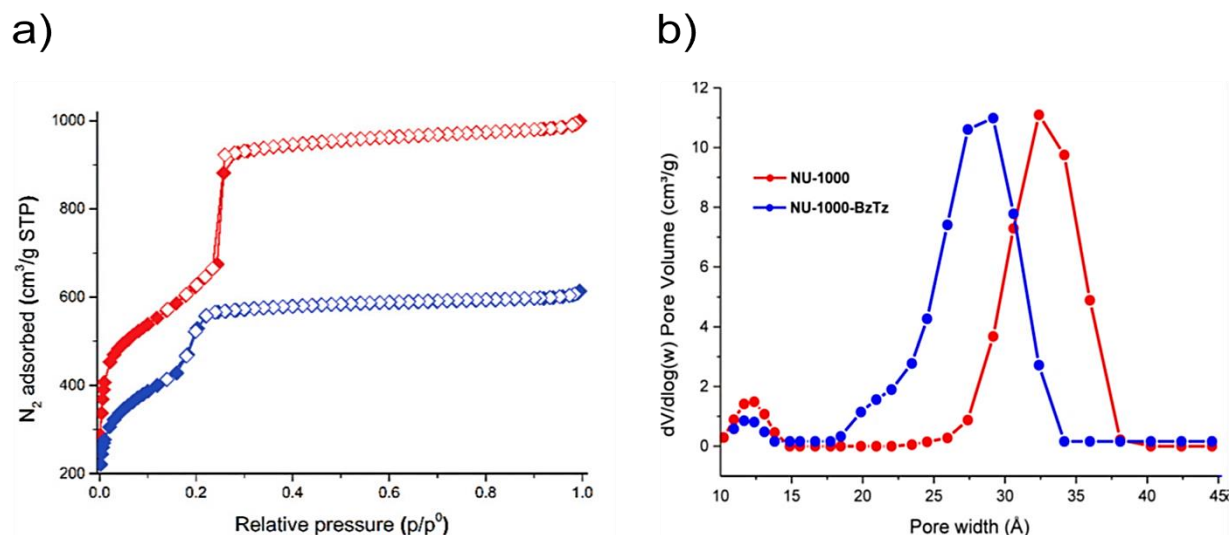 a)
b)
N₂ adsorbed (cm³/g STP)
1000
800
600
400
200
0.0 0.2 0.4 0.6 0.8 1.0
Relative pressure (p/p⁰)
dV/dlog(w) Pore Volume (cm³/g)
12
10
8
6
4
2
0
NU-1000
NU-1000-BzTz
10 15 20 25 30 35 40 45
Pore width (Å)